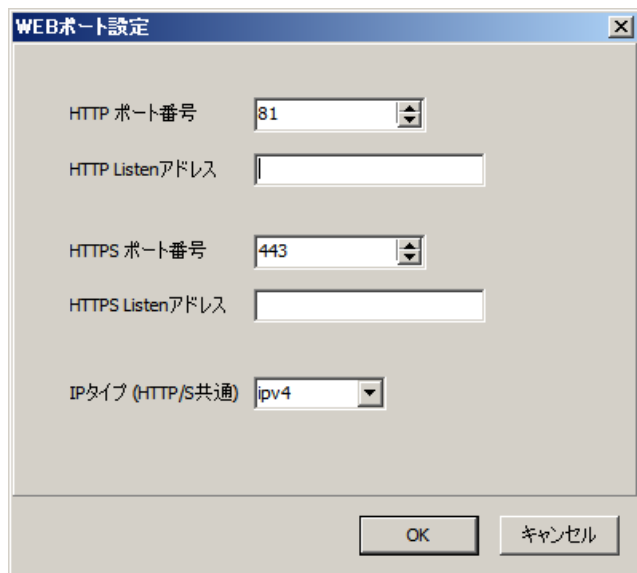 WEBポート設定
HTTP ポート番号 81
HTTP Listenアドレス
HTTPS ポート番号 443
HTTPS Listenアドレス
IPタイプ (HTTP/S共通) ipv4
OK キャンセル